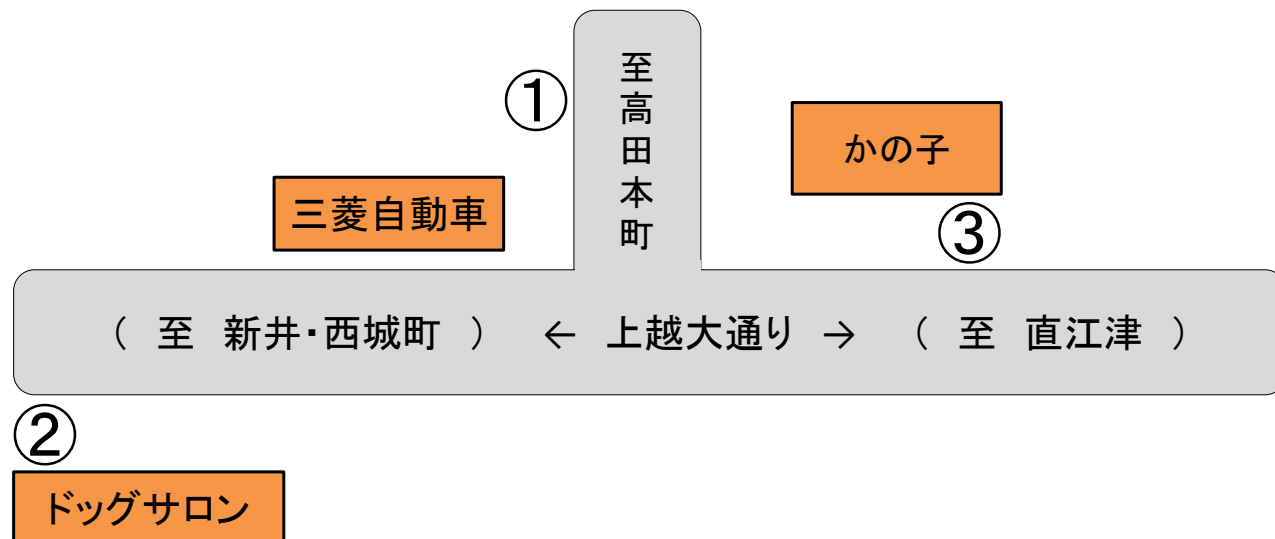 ①
至高田本町
かの子
三菱自動車
③
（ 至 新井・西城町 ） ← 上越大通り → （ 至 直江津 ）
②
ドッグサロン